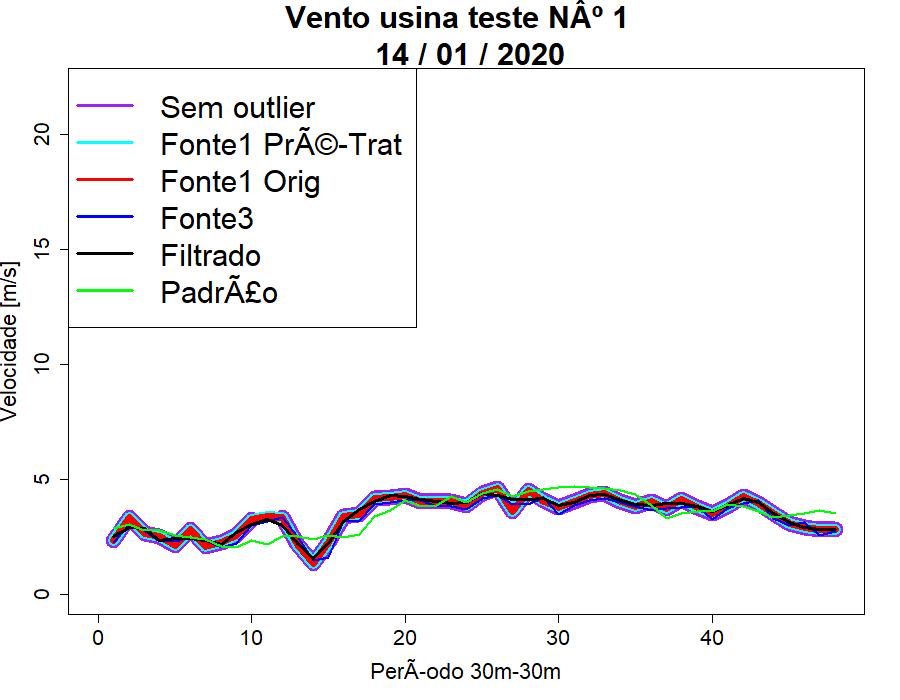 Vento usina teste NÂº 1
14 / 01 / 2020
Sem outlier
Fonte1 PrÃ©-Trat
Fonte1 Orig
Fonte3
Filtrado
PadrÃ£o
Velocidade [m/s]
20
15
10
5
0
0 10 20 30 40
PerÃ-odo 30m-30m